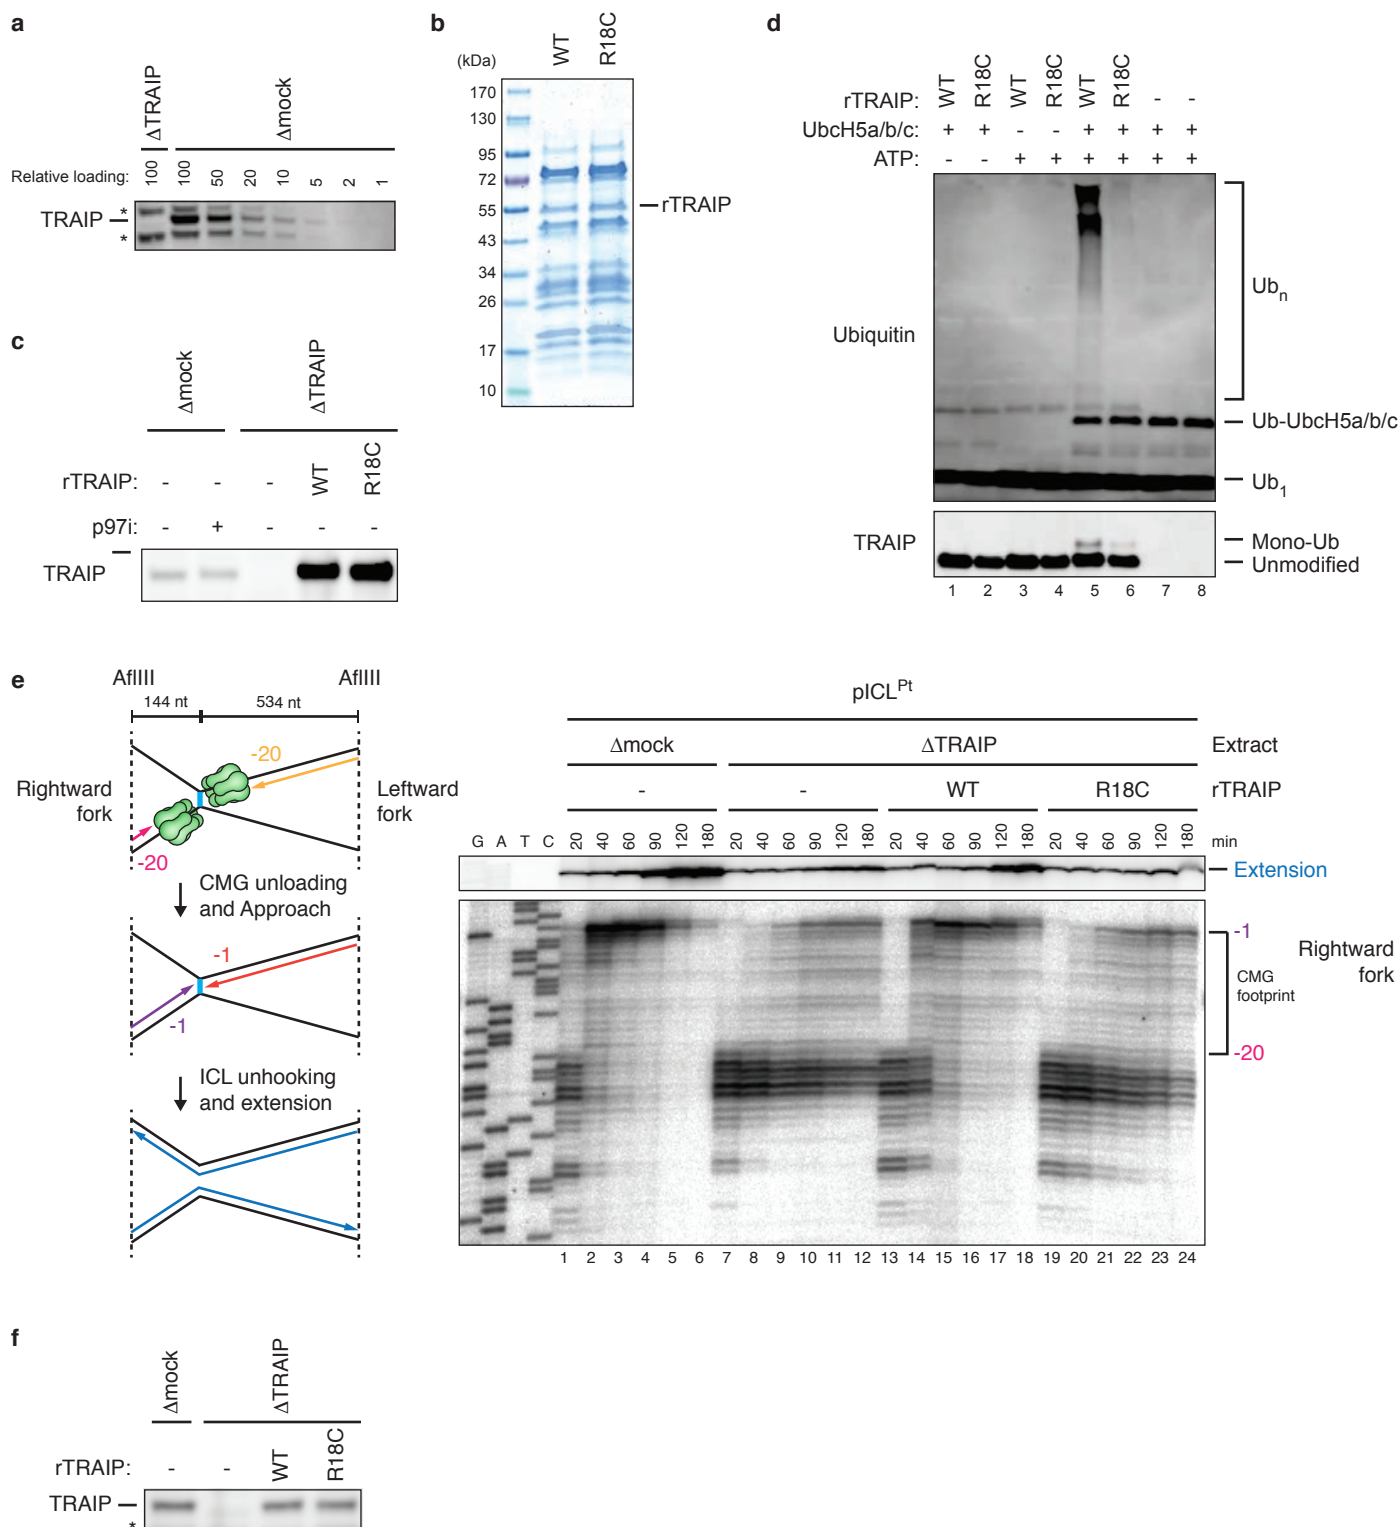 a
ΔTRAIP
Δmock
Relative loading: 100 100 50 20 10 5 2 1
*
TRAIP
*
b
(kDa)
WT R18C
170
130
95
72
55
43
34
26
17
10
rTRAIP
c
Δmock
ΔTRAIP
rTRAIP: - - - WT R18C
p97i: - + - - -
TRAIP
d
rTRAIP: WT R18C WT R18C WT R18C - -
UbcH5a/b/c: + + - - + + + +
ATP: - - + + + + + +
Ubiquitin
Ubn
Ub-UbcH5a/b/c
Ub1
TRAIP
Mono-Ub
Unmodified
1 2 3 4 5 6 7 8
e
AflIII AflIII
144 nt 534 nt
-20
Rightward fork
Leftward fork
-20
CMG unloading
and Approach
-1
-1
ICL unhooking
and extension
pICLPt
Δmock ΔTRAIP Extract
- - WT R18C rTRAIP
G A T C 20 40 60 90 120 180 20 40 60 90 120 180 20 40 60 90 120 180 20 40 60 90 120 180 min
Extension
-1
CMG
footprint
-20
Rightward
fork
1 2 3 4 5 6 7 8 9 10 11 12 13 14 15 16 17 18 19 20 21 22 23 24
f
Δmock
ΔTRAIP
rTRAIP: - - WT R18C
TRAIP
*